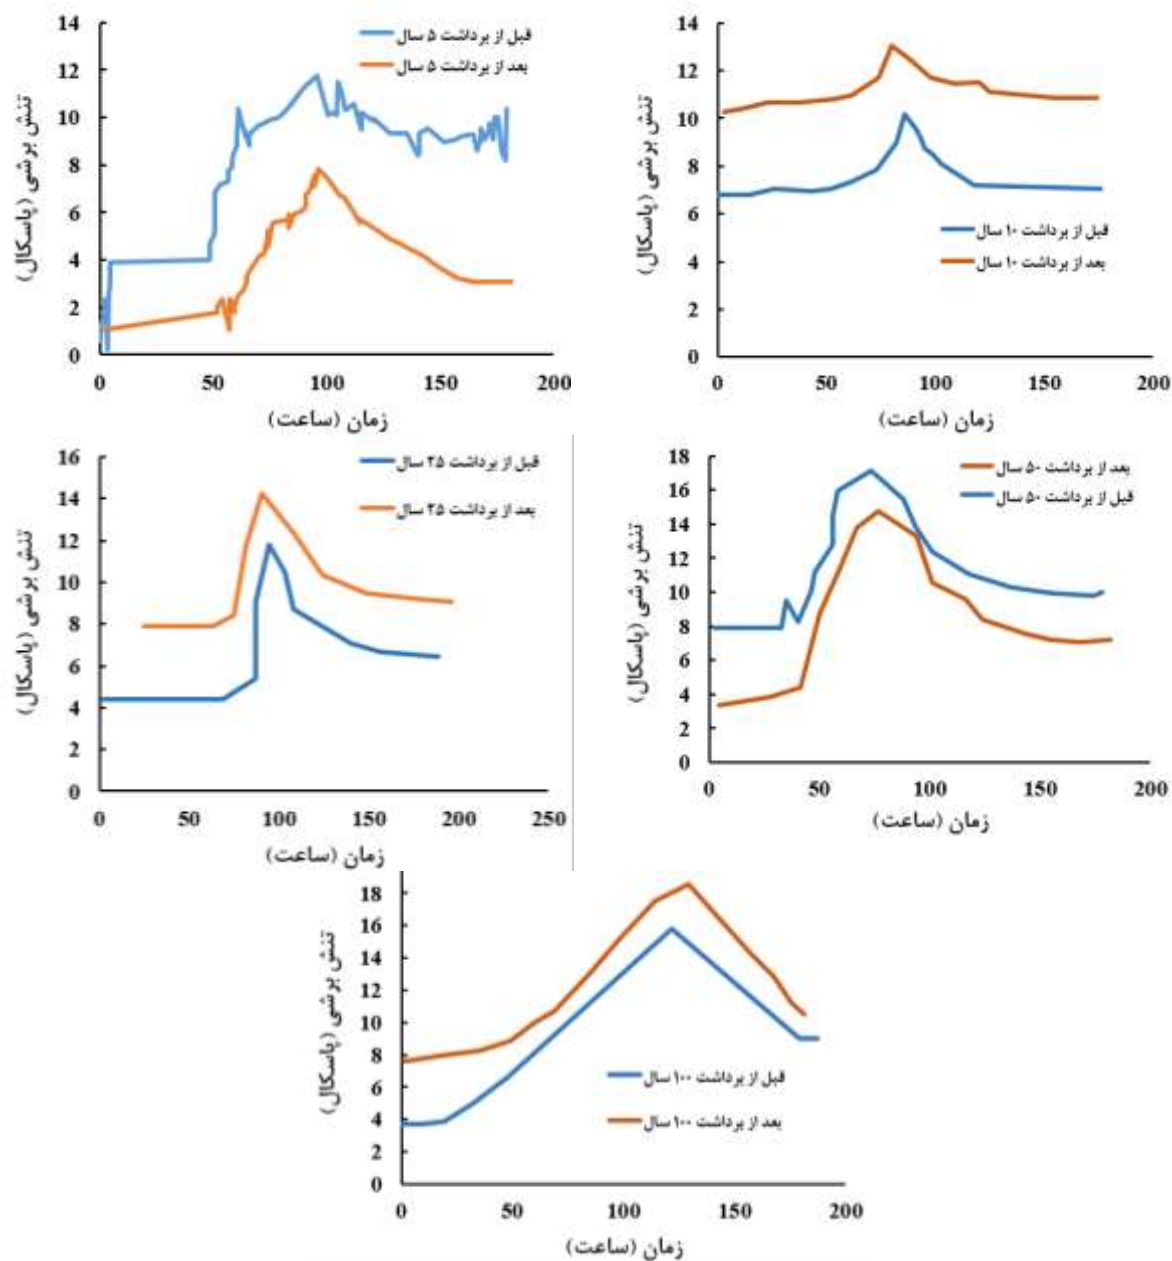 14
12
10
8
6
4
2
0
تنش برشی (پاسکال)
قبل از برداشت ۵ سال
بعد از برداشت ۵ سال
0 50 100 150 200
زمان (ساعت)
14
12
10
8
6
4
2
0
تنش برشی (پاسکال)
قبل از برداشت ۱۰ سال
بعد از برداشت ۱۰ سال
0 50 100 150 200
زمان (ساعت)
16
14
12
10
8
6
4
2
0
تنش برشی (پاسکال)
قبل از برداشت ۲۵ سال
بعد از برداشت ۲۵ سال
0 50 100 150 200 250
زمان (ساعت)
18
16
14
12
10
8
6
4
2
0
تنش برشی (پاسکال)
بعد از برداشت ۵۰ سال
قبل از برداشت ۵۰ سال
0 50 100 150 200
زمان (ساعت)
18
16
14
12
10
8
6
4
2
0
تنش برشی (پاسکال)
قبل از برداشت ۱۰۰ سال
بعد از برداشت ۱۰۰ سال
0 50 100 150 200
زمان (ساعت)